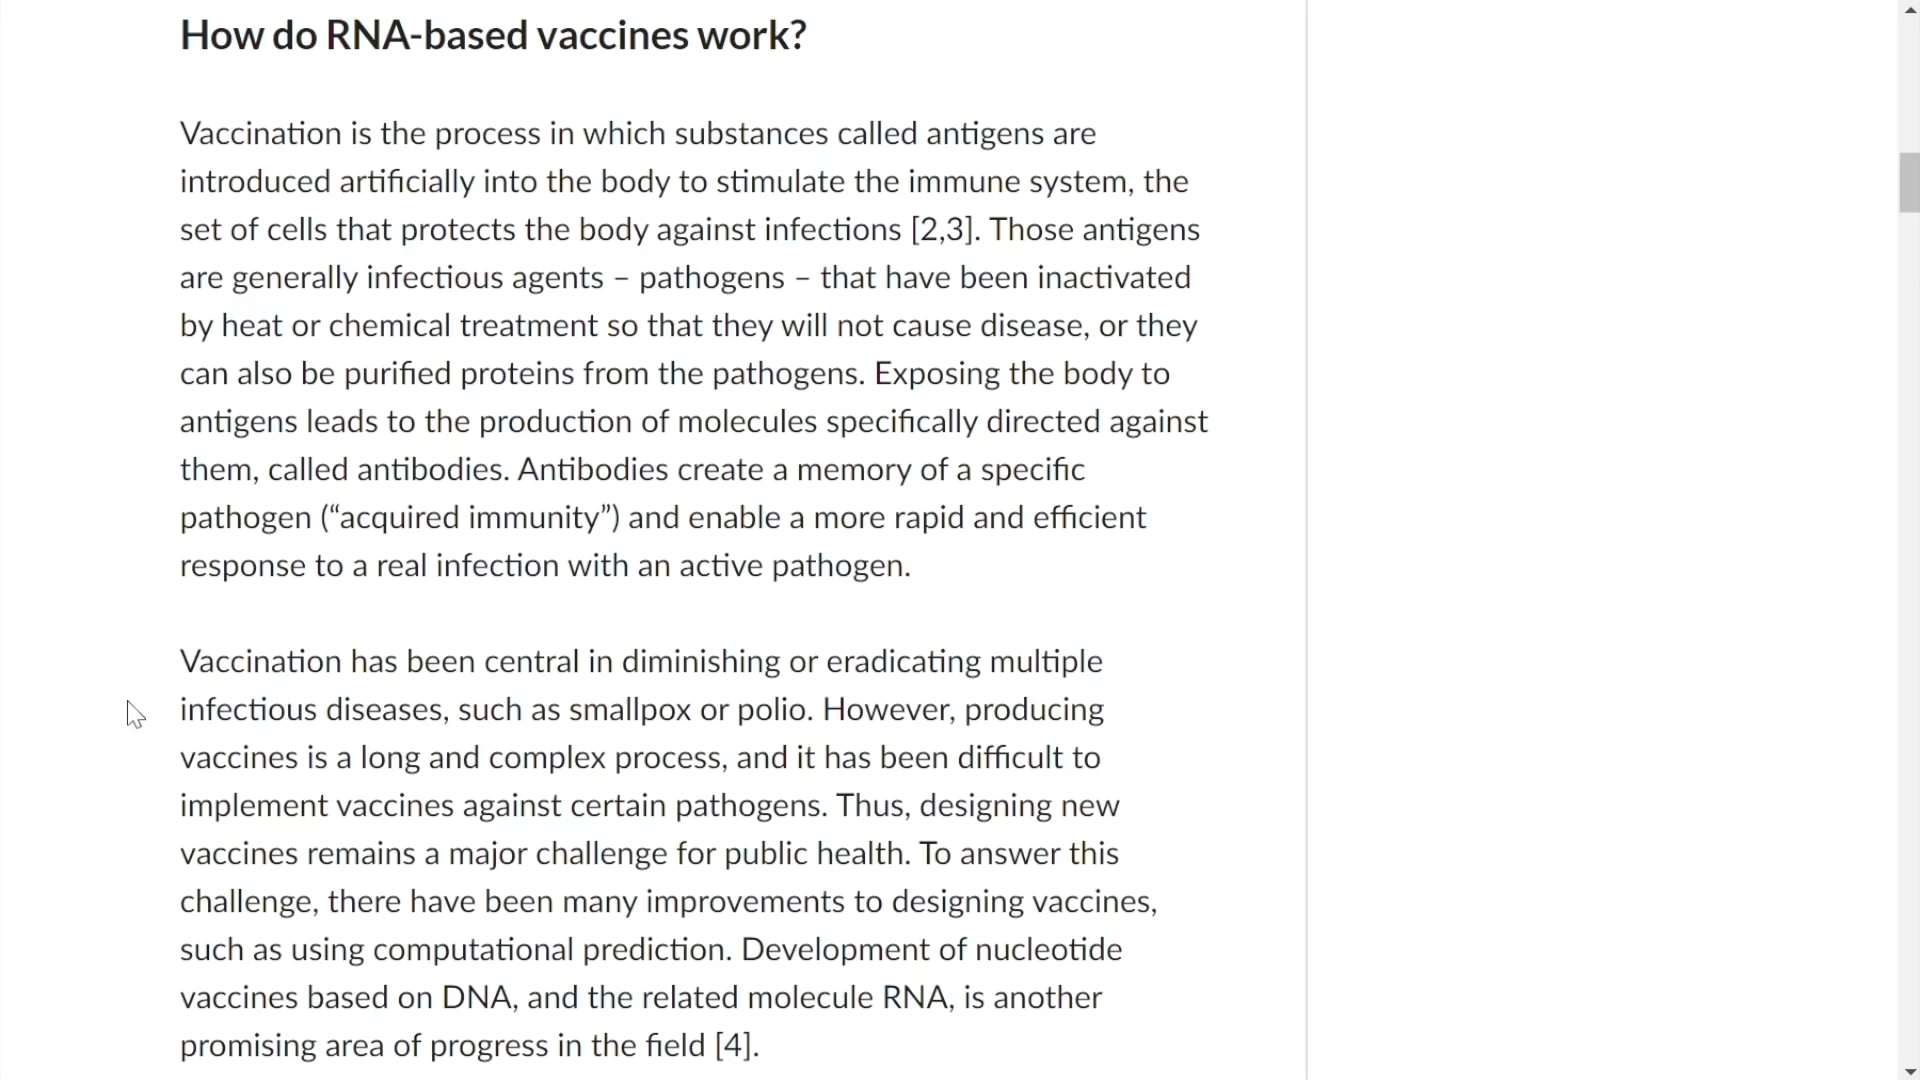 How do RNA-based vaccines work?
Vaccination is the process in which substances called antigens are
introduced artificially into the body to stimulate the immune system, the
set of cells that protects the body against infections [2,3]. Those antigens
are generally infectious agents – pathogens – that have been inactivated
by heat or chemical treatment so that they will not cause disease, or they
can also be purified proteins from the pathogens. Exposing the body to
antigens leads to the production of molecules specifically directed against
them, called antibodies. Antibodies create a memory of a specific
pathogen (“acquired immunity”) and enable a more rapid and efficient
response to a real infection with an active pathogen.
Vaccination has been central in diminishing or eradicating multiple
infectious diseases, such as smallpox or polio. However, producing
vaccines is a long and complex process, and it has been difficult to
implement vaccines against certain pathogens. Thus, designing new
vaccines remains a major challenge for public health. To answer this
challenge, there have been many improvements to designing vaccines,
such as using computational prediction. Development of nucleotide
vaccines based on DNA, and the related molecule RNA, is another
promising area of progress in the field [4].